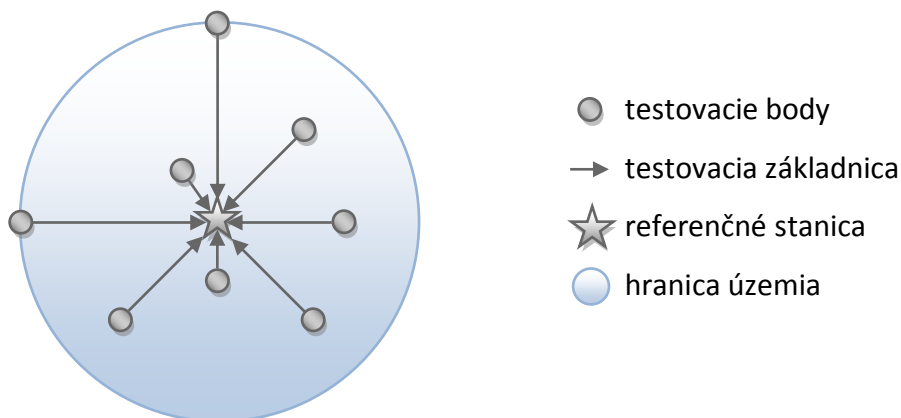 testovacie body
testovacia základnica
referenčné stanica
hranica územia